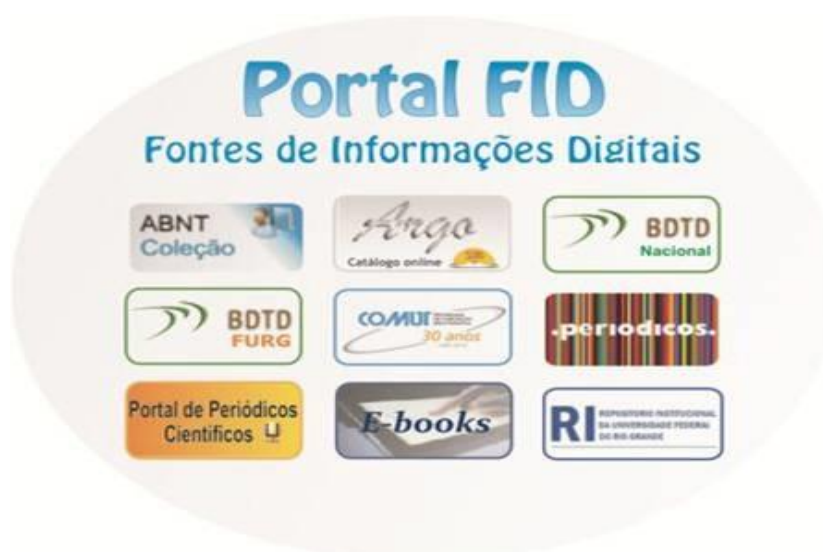 Portal FID
Fontes de Informações Digitais
ABNT
Coleção
Argo
Catálogo online
BDTD
Nacional
BDTD
FURG
COMUT
30 anos
.periodicos.
Portal de Periódicos
Científicos
E-books
RI
REPOSITÓRIO INSTITUCIONAL
DA UNIVERSIDADE FEDERAL
DO RIO GRANDE